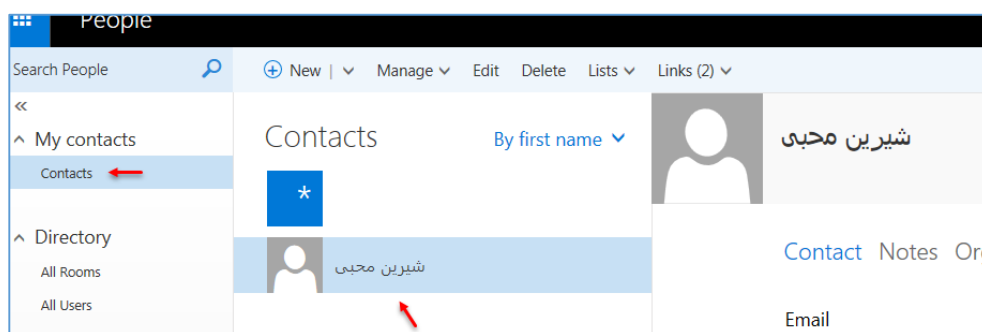 People
Search People
New | Manage Edit Delete Lists Links (2)
«
My contacts
Contacts
Directory
All Rooms
All Users
Contacts
By first name
*
شیرین محبی
شیرین محبی
Contact Notes
Email